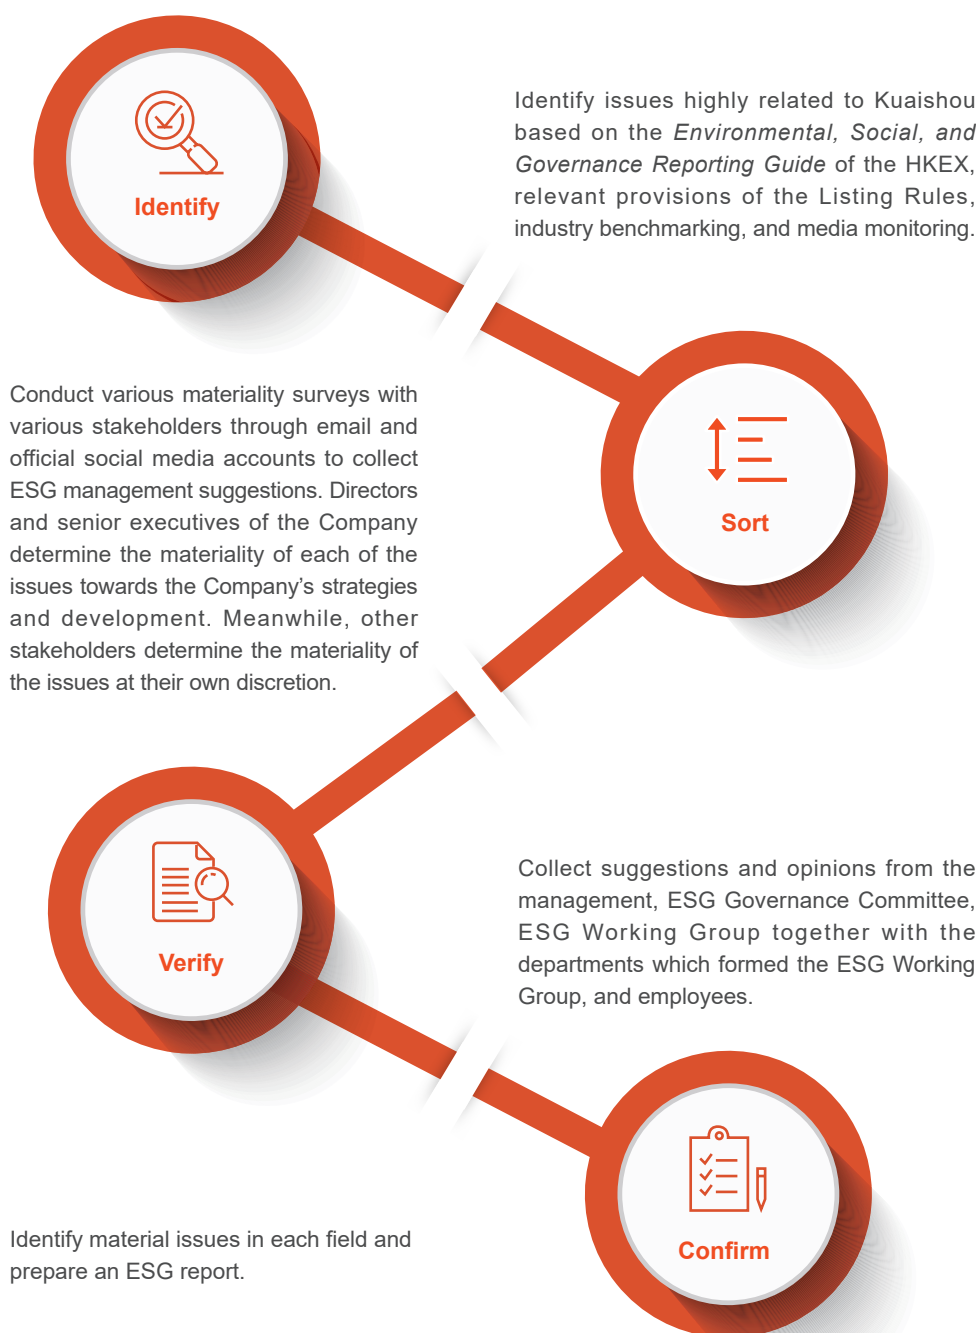 Identify
Identify issues highly related to Kuaishou
based on the Environmental, Social, and
Governance Reporting Guide of the HKEX,
relevant provisions of the Listing Rules,
industry benchmarking, and media monitoring.
Sort
Conduct various materiality surveys with
various stakeholders through email and
official social media accounts to collect
ESG management suggestions. Directors
and senior executives of the Company
determine the materiality of each of the
issues towards the Company’s strategies
and development. Meanwhile, other
stakeholders determine the materiality of
the issues at their own discretion.
Verify
Collect suggestions and opinions from the
management, ESG Governance Committee,
ESG Working Group together with the
departments which formed the ESG Working
Group, and employees.
Confirm
Identify material issues in each field and
prepare an ESG report.